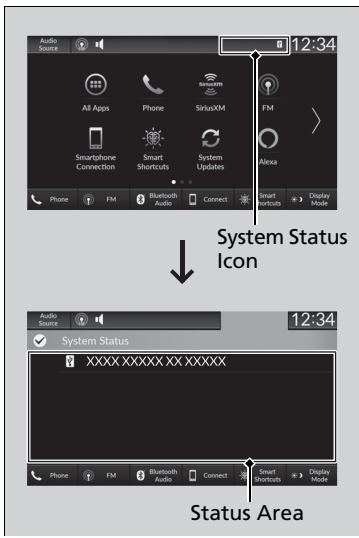 Audio
Source
12:34
SiriusXM
All Apps
Phone
SiriusXM
FM
Smartphone
Connection
Smart
Shortcuts
System
Updates
Alexa
Phone
FM
Bluetooth
Audio
Connect
Smart
Shortcuts
Display
Mode
System Status
Icon
Audio
Source
12:34
System Status
XXXX XXXXX XX XXXXX
Phone
FM
Bluetooth
Audio
Connect
Smart
Shortcuts
Display
Mode
Status Area